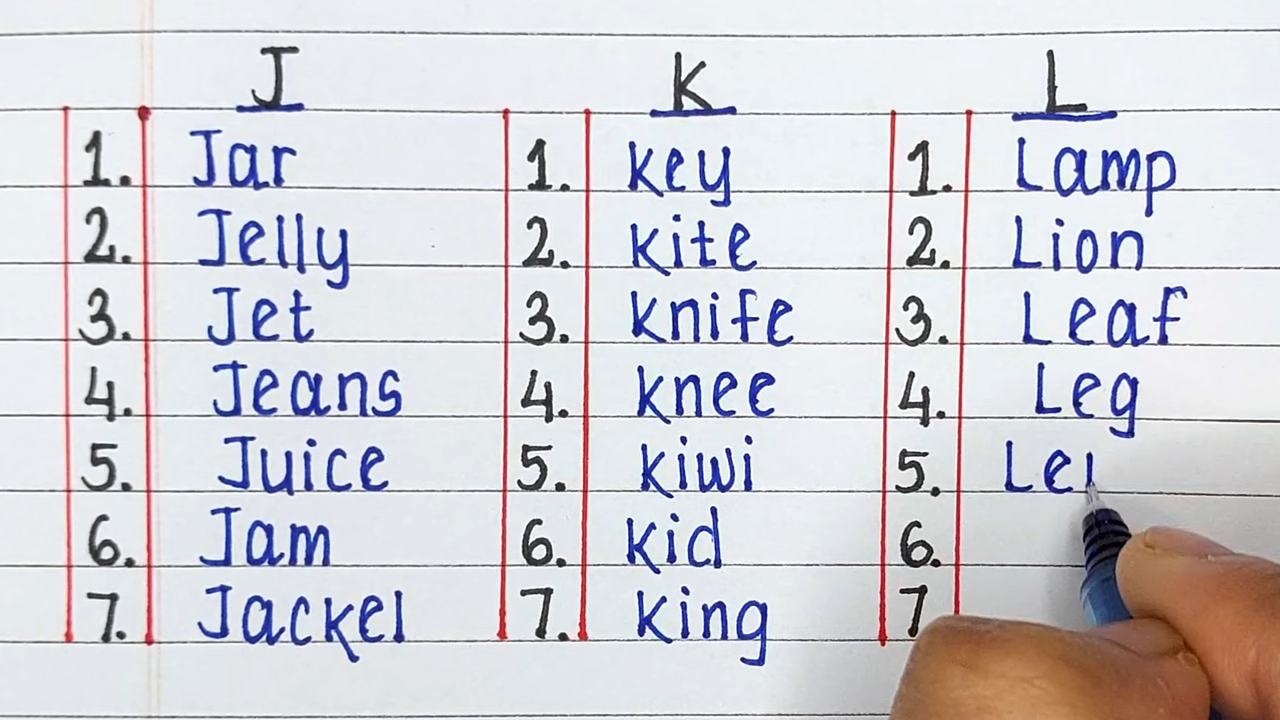 J K L
1. Jar 1. key 1. Lamp
2. Jelly 2. kite 2. Lion
3. Jet 3. knife 3. Leaf
4. Jeans 4. knee 4. Leg
5. Juice 5. kiwi 5. Le
6. Jam 6. kid 6.
7. Jackel 7. king 7